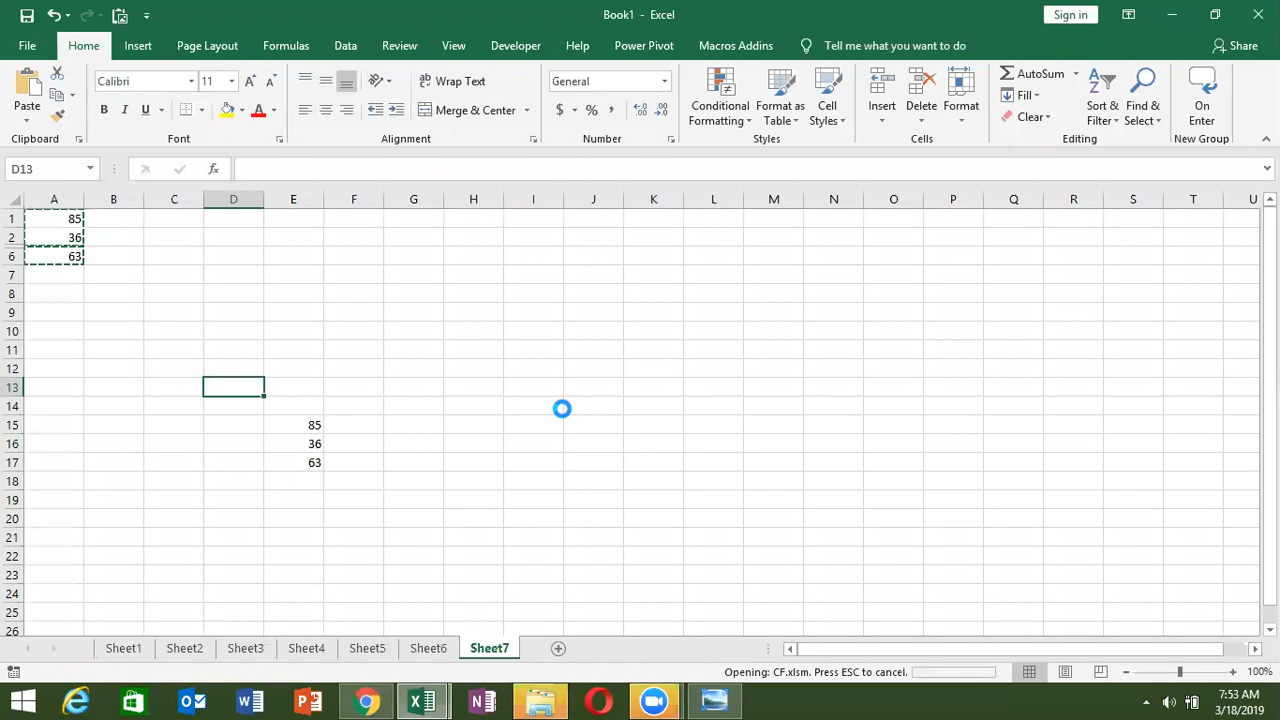 Book1 - Excel
Sign in
File Home Insert Page Layout Formulas Data Review View Developer Help Power Pivot Macros Addins Tell me what you want to do Share
Paste
Calibri 11
Wrap Text
General
Conditional Formatting
Format as Table
Cell Styles
Insert
Delete
Format
AutoSum
Sort & Filter
Find & Select
On Enter
B I U A
Merge & Center
$ % ,
Fill
Clear
Clipboard Font Alignment Number Styles Cells Editing New Group
D13 fx
A B C D E F G H I J K L M N O P Q R S T U
1 85
2 36
6 63
7
8
9
10
11
12
13
14
15 85
16 36
17 63
18
19
20
21
22
23
24
25
26
Sheet1 Sheet2 Sheet3 Sheet4 Sheet5 Sheet6 Sheet7
Opening: CF.xlsm. Press ESC to cancel. 100%
7:53 AM
3/18/2019